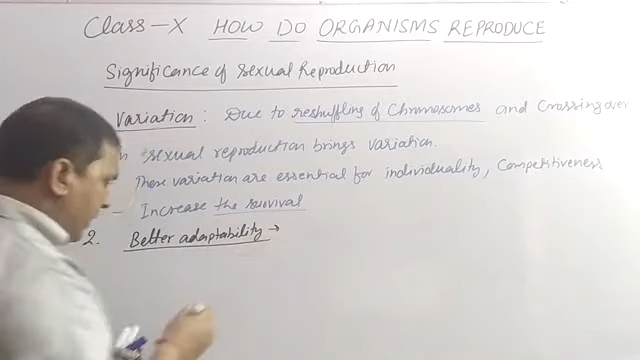 Class-X HOW DO ORGANISMS REPRODUCE
Significance of Sexual Reproduction
Variation : Due to reshuffling of Chromosomes and Crossing over
sexual reproduction brings variation.
These variation are essential for individuality, Competitiveness
- Increase the survival
2. Better adaptability →